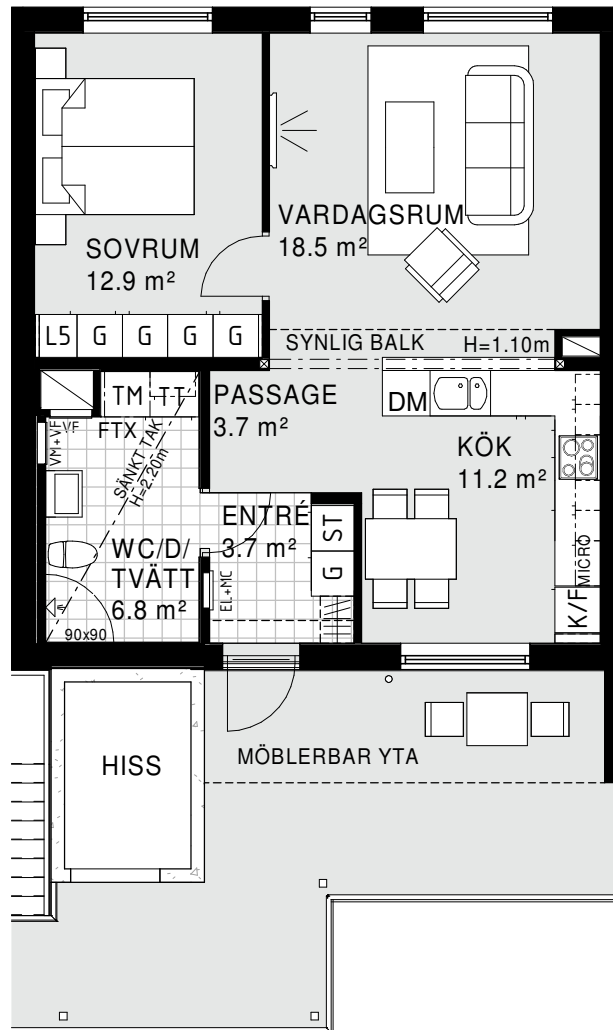 VARDAGSRUM
18.5 m²
SOVRUM
12.9 m²
L5 G G G G
SYNLIG BALK
H=1.10m
TM TT
PASSAGE
3.7 m²
DM
FTX
VM+VF
VF
SÄNKT TAK
H=2.20m
KÖK
11.2 m²
ENTRÉ
3.7 m²
ST
G
WC/D/
TVÄTT
6.8 m²
EL+MC
90x90
MICRO
K/F
HISS
MÖBLERBAR YTA